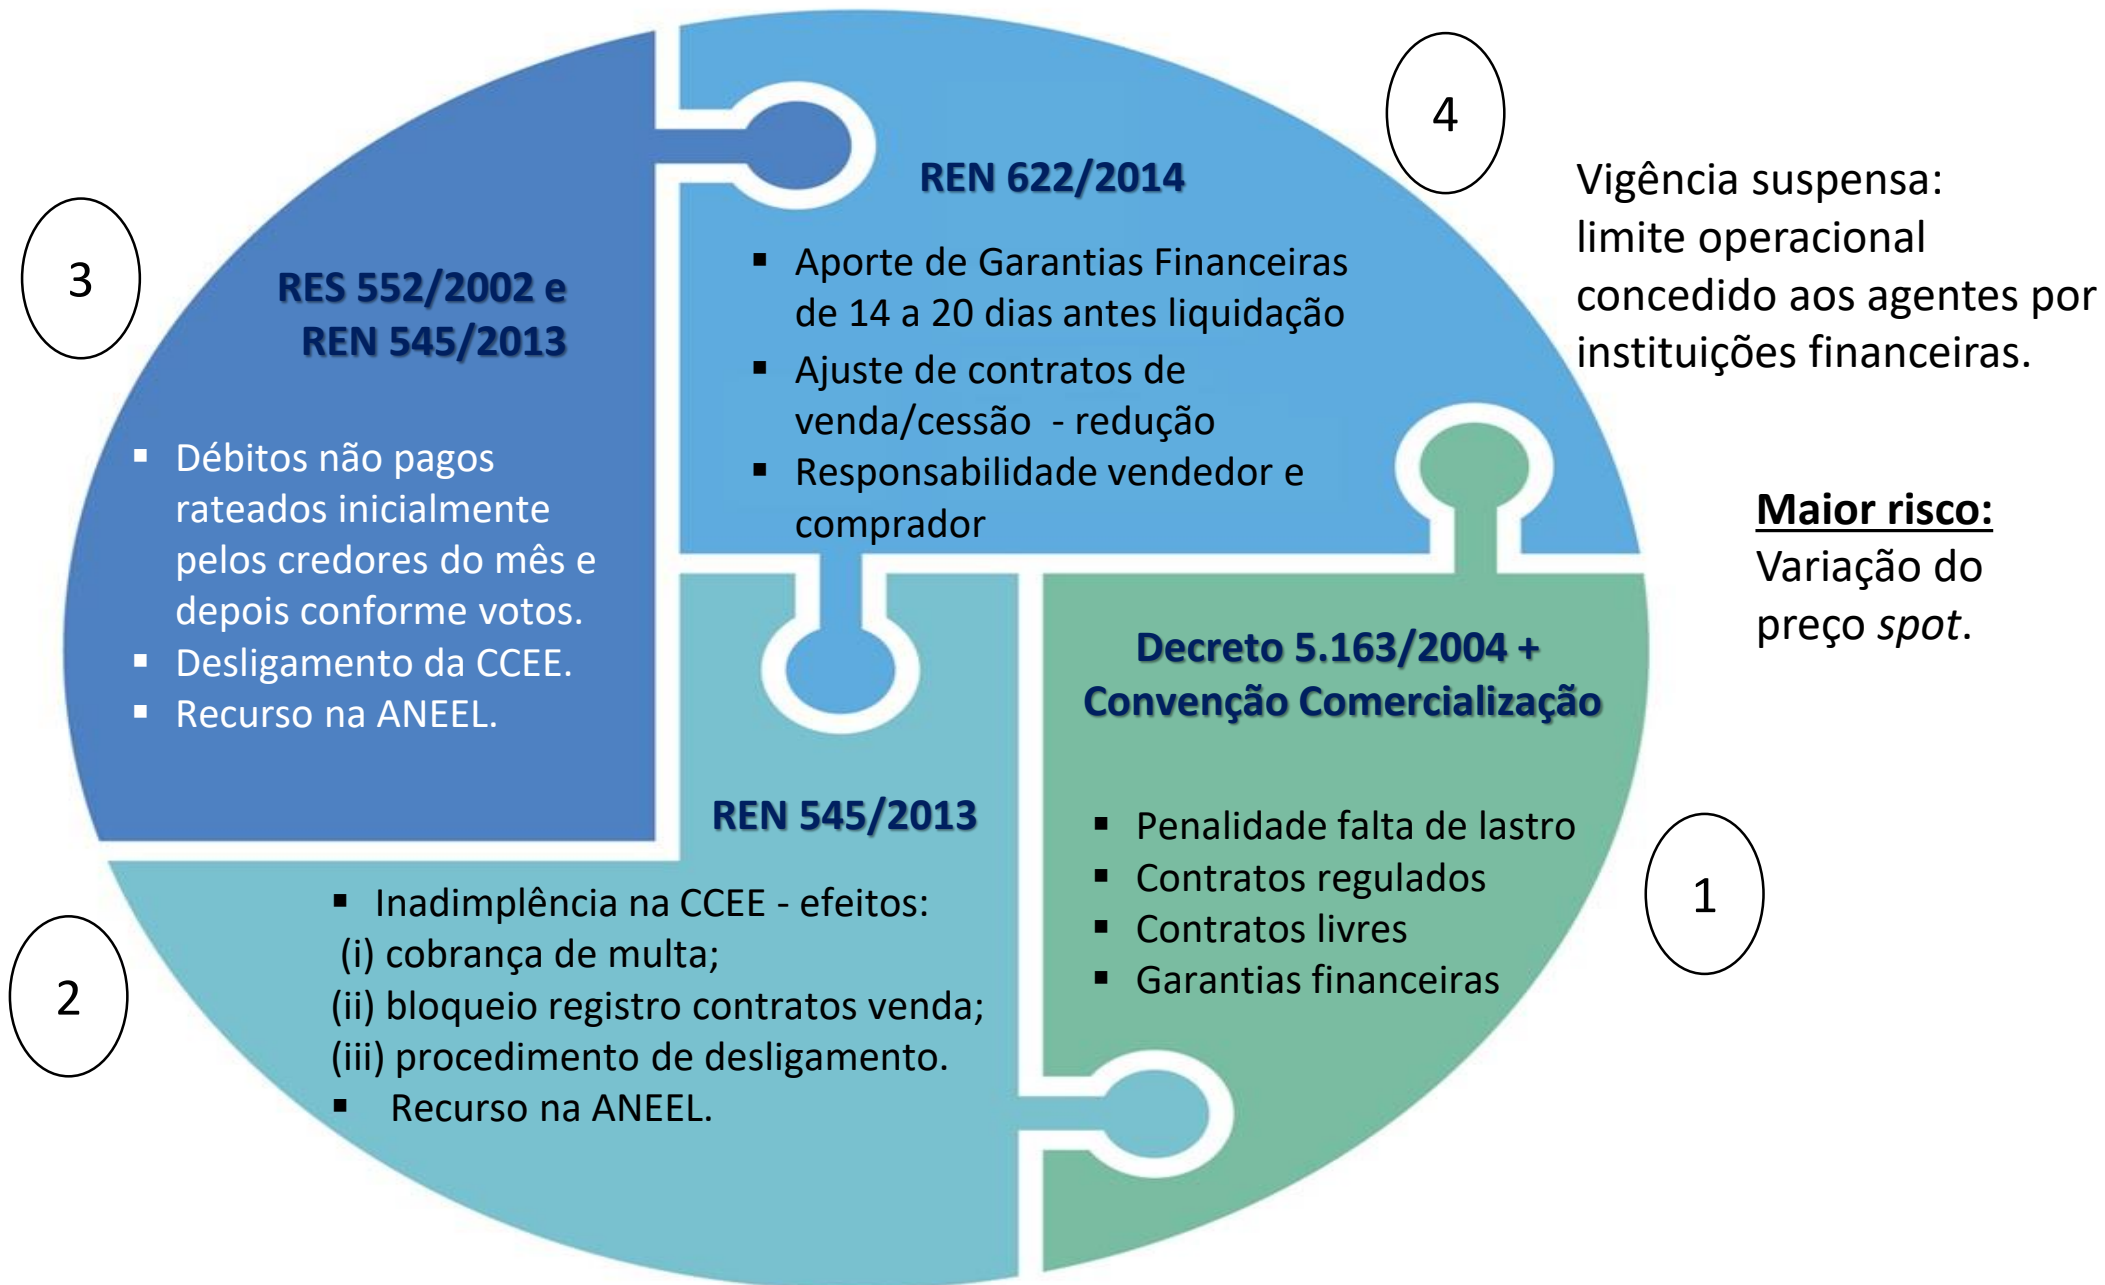 3
RES 552/2002 e
REN 545/2013
▪ Débitos não pagos
rateados inicialmente
pelos credores do mês e
depois conforme votos.
▪ Desligamento da CCEE.
▪ Recurso na ANEEL.
REN 622/2014
▪ Aporte de Garantias Financeiras
de 14 a 20 dias antes liquidação
▪ Ajuste de contratos de
venda/cessão - redução
▪ Responsabilidade vendedor e
comprador
4
Vigência suspensa:
limite operacional
concedido aos agentes por
instituições financeiras.
Maior risco:
Variação do
preço spot.
2
REN 545/2013
▪ Inadimplência na CCEE - efeitos:
(i) cobrança de multa;
(ii) bloqueio registro contratos venda;
(iii) procedimento de desligamento.
▪ Recurso na ANEEL.
Decreto 5.163/2004 +
Convenção Comercialização
▪ Penalidade falta de lastro
▪ Contratos regulados
▪ Contratos livres
▪ Garantias financeiras
1